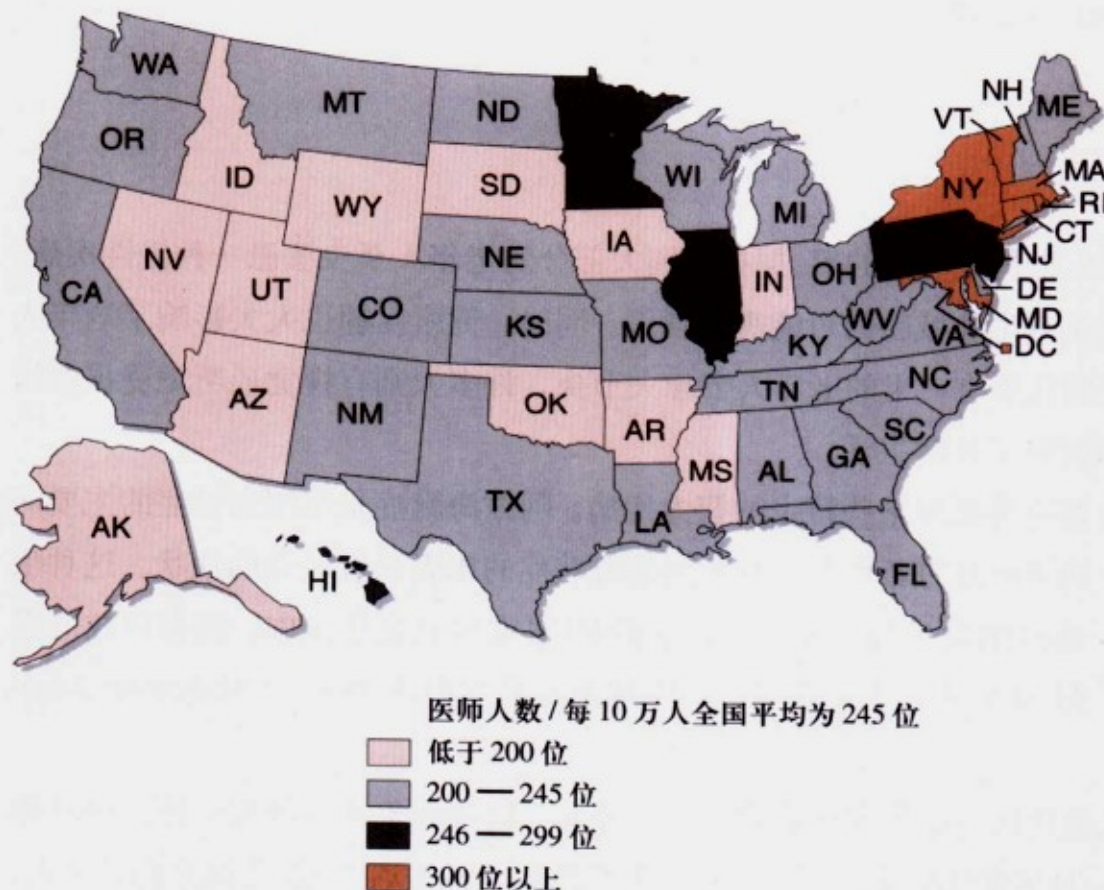 WA
MT
ND
OR
ID
WY
SD
WI
MI
NH
ME
VT
NY
MA
RI
CT
NJ
DE
MD
DC
NV
UT
CO
NE
IA
IN
OH
CA
KS
MO
KY
WV
VA
AZ
NM
OK
AR
TN
NC
SC
MS
AL
GA
TX
LA
FL
AK
HI
医师人数 / 每 10 万人全国平均为 245 位
低于 200 位
200 — 245 位
246 — 299 位
300 位以上